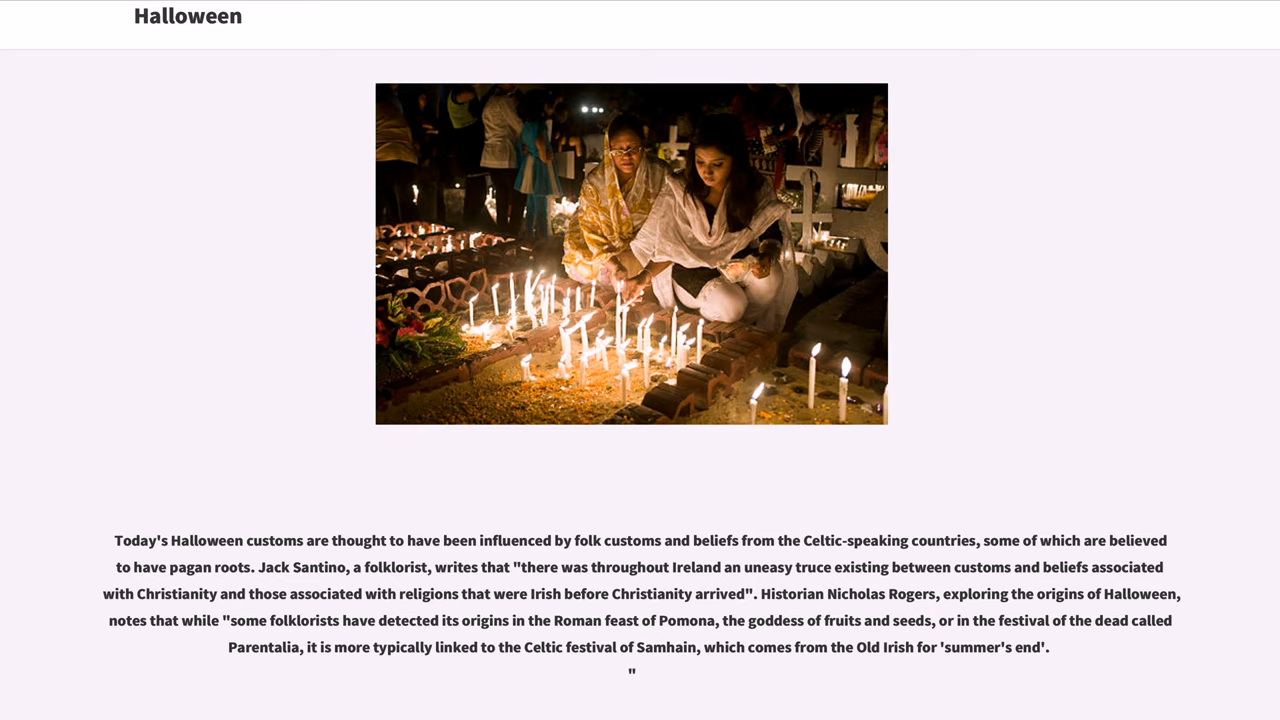 Halloween
Today's Halloween customs are thought to have been influenced by folk customs and beliefs from the Celtic-speaking countries, some of which are believed
to have pagan roots. Jack Santino, a folklorist, writes that "there was throughout Ireland an uneasy truce existing between customs and beliefs associated
with Christianity and those associated with religions that were Irish before Christianity arrived". Historian Nicholas Rogers, exploring the origins of Halloween,
notes that while "some folklorists have detected its origins in the Roman feast of Pomona, the goddess of fruits and seeds, or in the festival of the dead called
Parentalia, it is more typically linked to the Celtic festival of Samhain, which comes from the Old Irish for 'summer's end'.
"